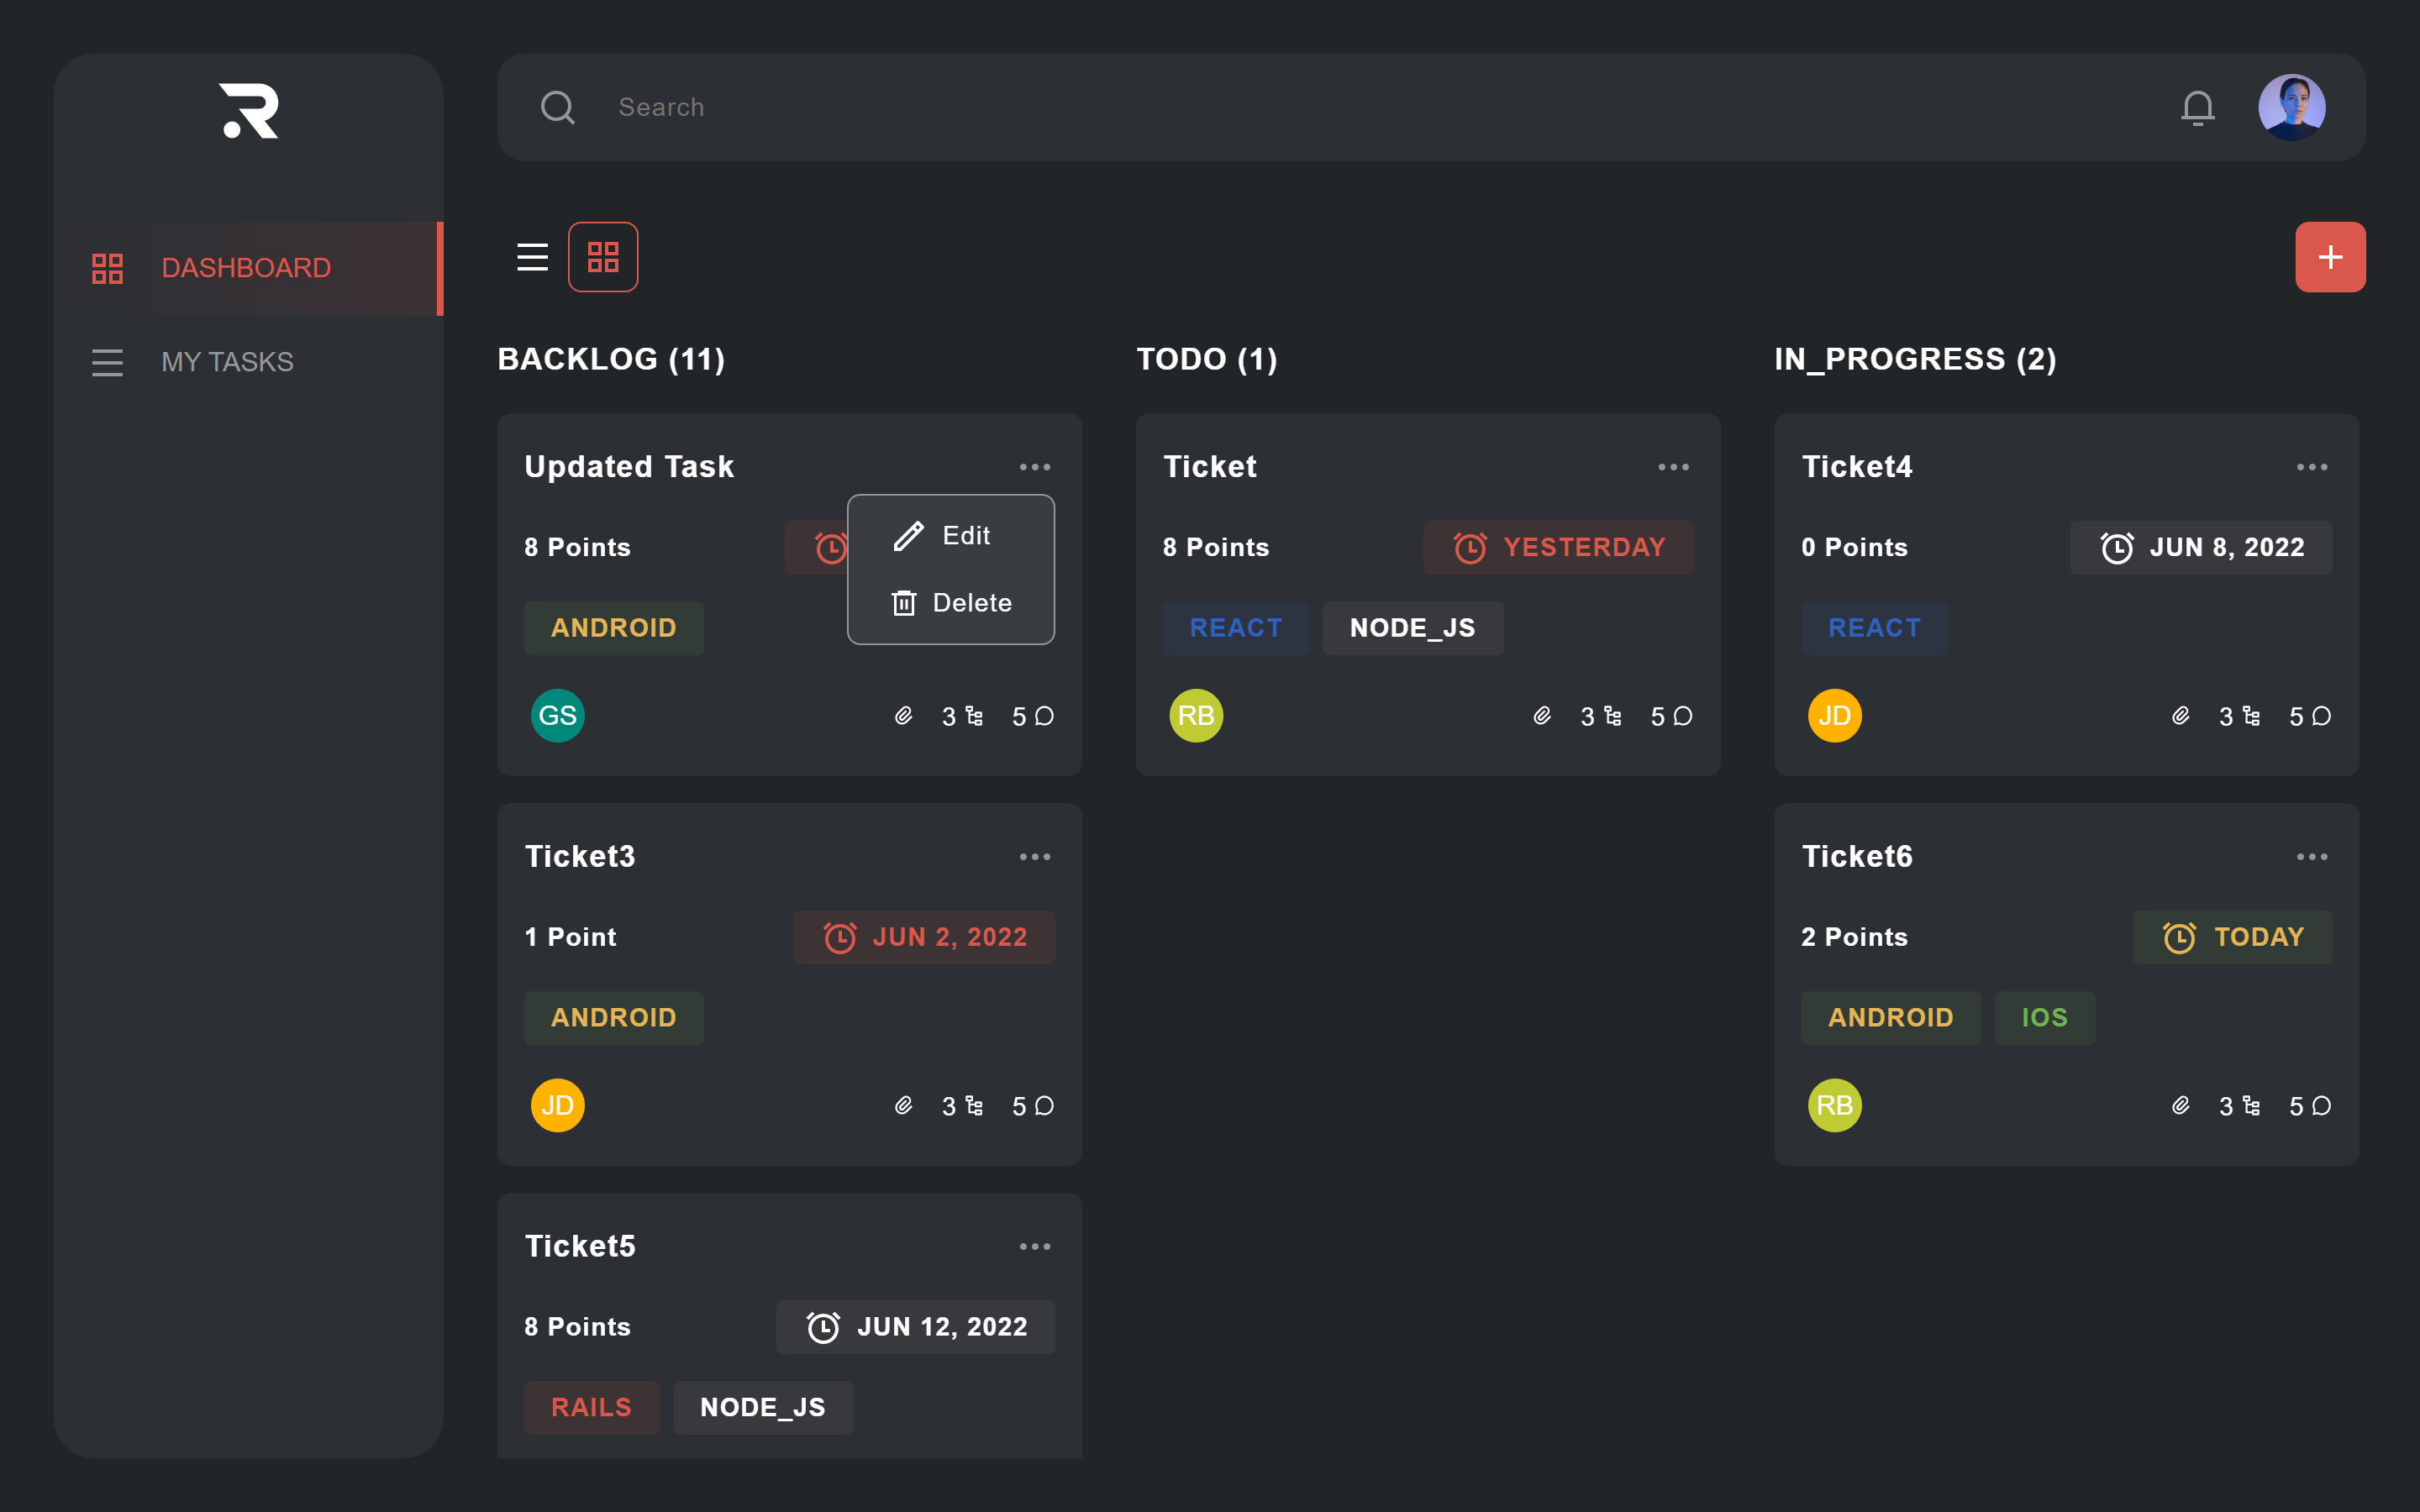 Search
DASHBOARD
MY TASKS
BACKLOG (11)
Updated Task
Edit
Delete
8 Points
ANDROID
GS
3
5
Ticket3
1 Point
JUN 2, 2022
ANDROID
JD
3
5
Ticket5
8 Points
JUN 12, 2022
RAILS
NODE_JS
TODO (1)
Ticket
8 Points
YESTERDAY
REACT
NODE_JS
RB
3
5
IN_PROGRESS (2)
Ticket4
0 Points
JUN 8, 2022
REACT
JD
3
5
Ticket6
2 Points
TODAY
ANDROID
IOS
RB
3
5